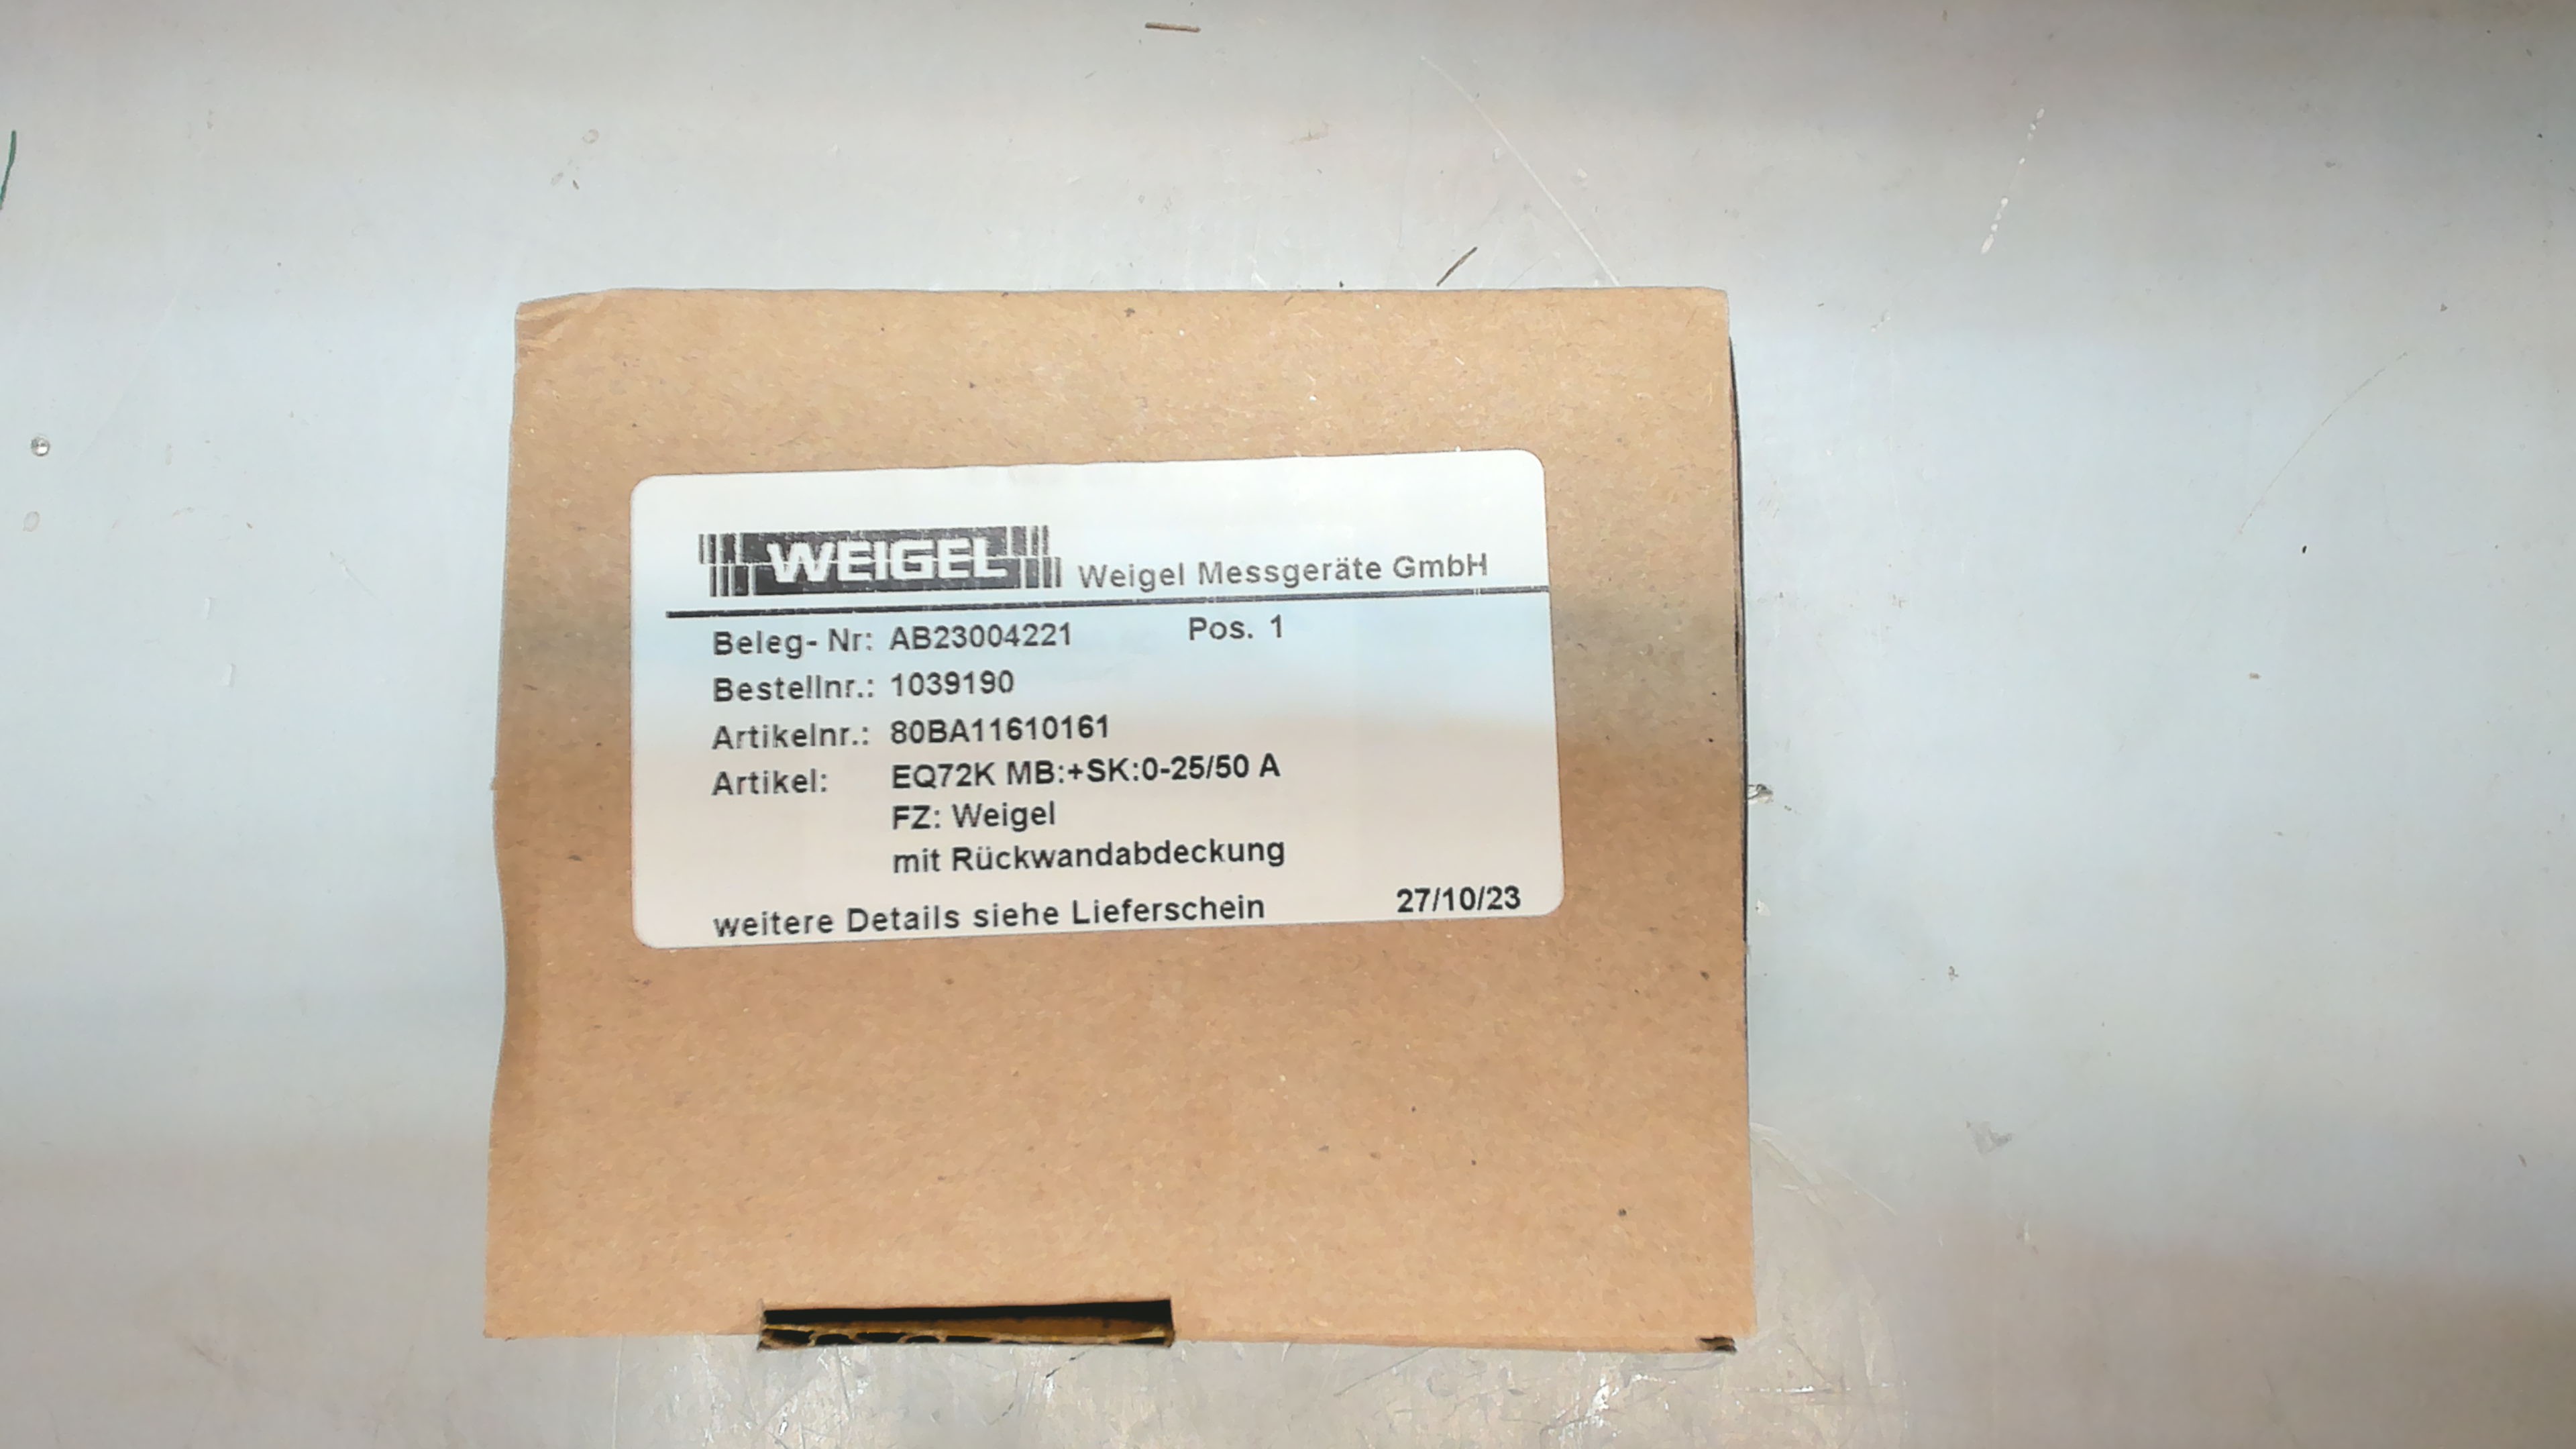 WEIGEL Weigel Messgeräte GmbH
Beleg- Nr: AB23004221 Pos. 1
Bestellnr.: 1039190
Artikelnr.: 80BA11610161
Artikel: EQ72K MB:+SK:0-25/50 A
FZ: Weigel
mit Rückwandabdeckung
weitere Details siehe Lieferschein 27/10/23